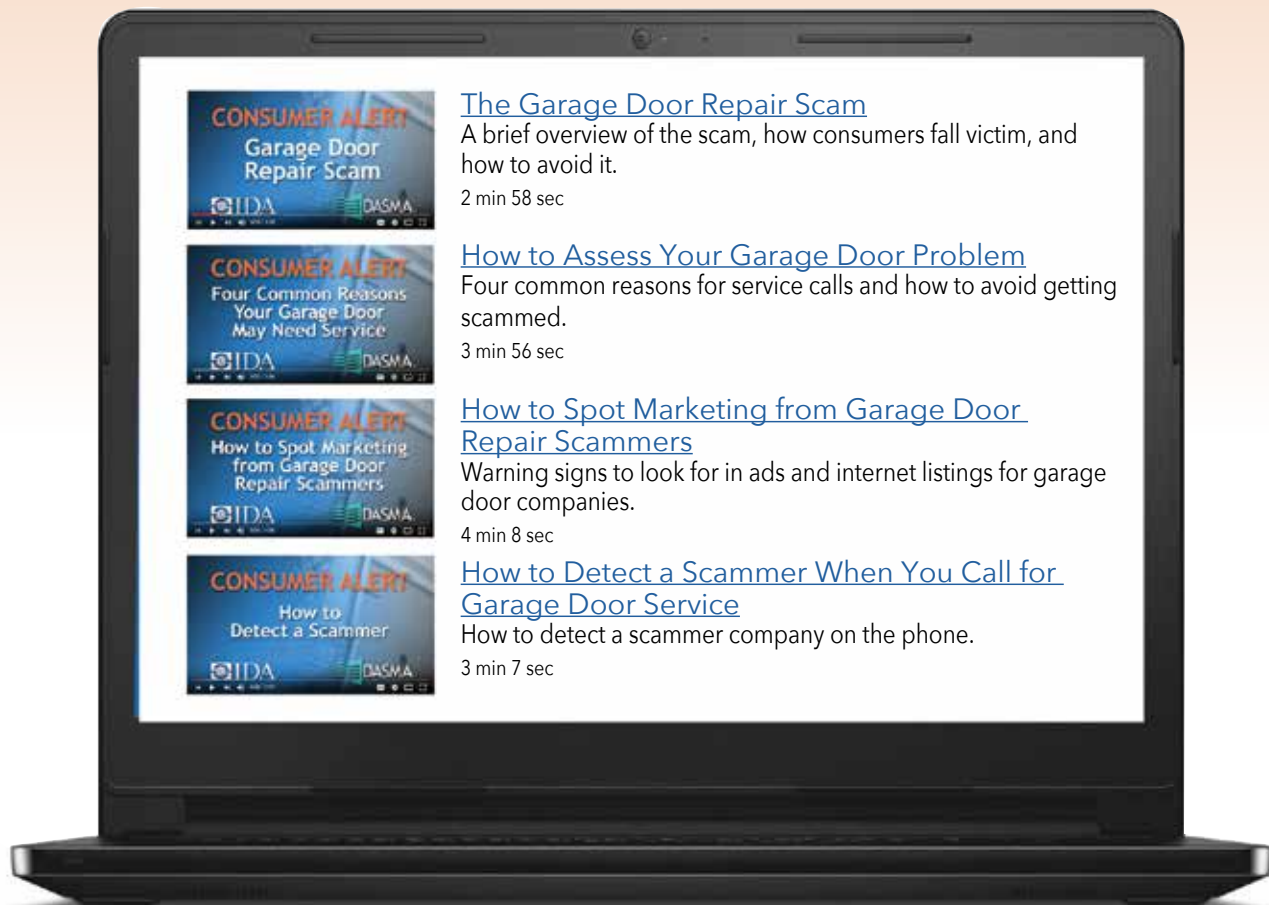 CONSUMER ALERT
Garage Door
Repair Scam
IDA
DASMA
The Garage Door Repair Scam
A brief overview of the scam, how consumers fall victim, and
how to avoid it.
2 min 58 sec
CONSUMER ALERT
Four Common Reasons
Your Garage Door
May Need Service
IDA
DASMA
How to Assess Your Garage Door Problem
Four common reasons for service calls and how to avoid getting
scammed.
3 min 56 sec
CONSUMER ALERT
How to Spot Marketing
from Garage Door
Repair Scammers
IDA
DASMA
How to Spot Marketing from Garage Door
Repair Scammers
Warning signs to look for in ads and internet listings for garage
door companies.
4 min 8 sec
CONSUMER ALERT
How to
Detect a Scammer
IDA
DASMA
How to Detect a Scammer When You Call for
Garage Door Service
How to detect a scammer company on the phone.
3 min 7 sec